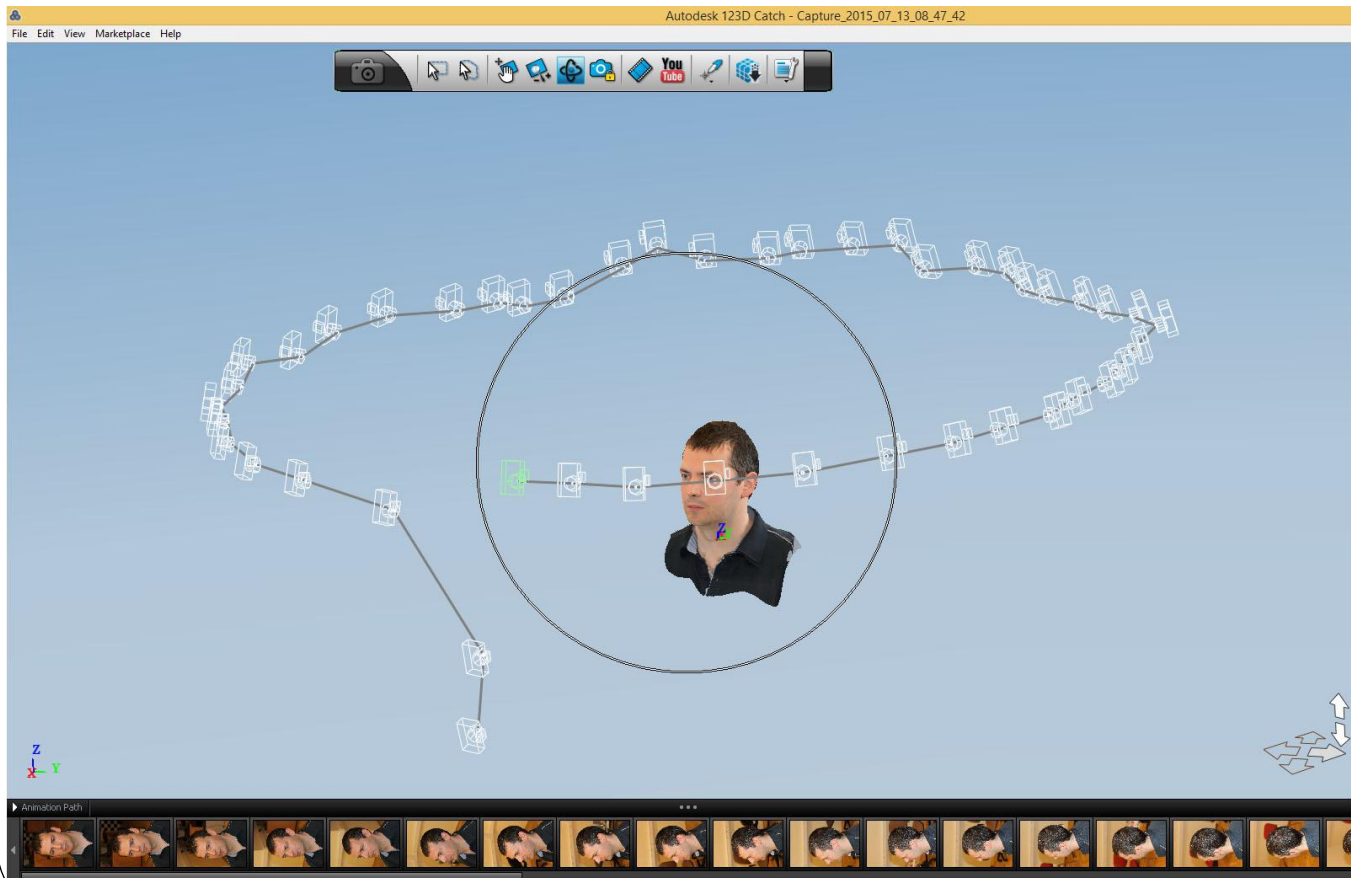 Autodesk 123D Catch - Capture_2015_07_13_08_47_42
File Edit View Marketplace Help
You
Tube
Z
Z
X Y
Animation Path